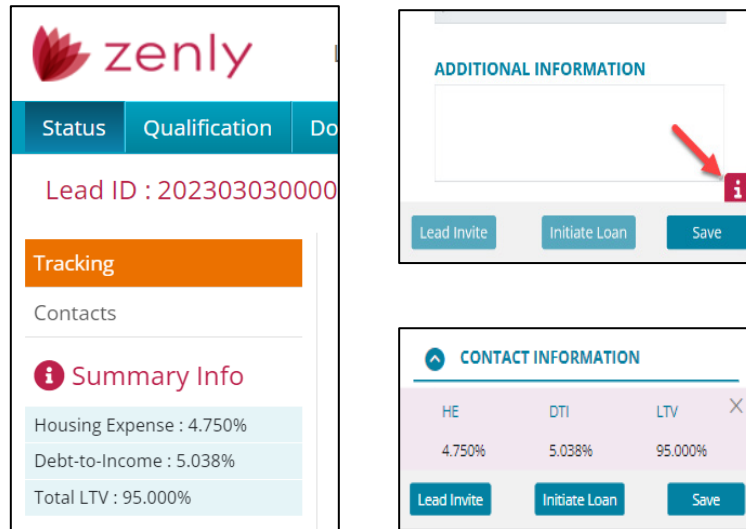 zenly
Status Qualification Do
Lead ID : 202303030000
Tracking
Contacts
Summary Info
Housing Expense : 4.750%
Debt-to-Income : 5.038%
Total LTV : 95.000%
ADDITIONAL INFORMATION
Lead Invite Initiate Loan Save
CONTACT INFORMATION
HE DTI LTV
4.750% 5.038% 95.000%
Lead Invite Initiate Loan Save